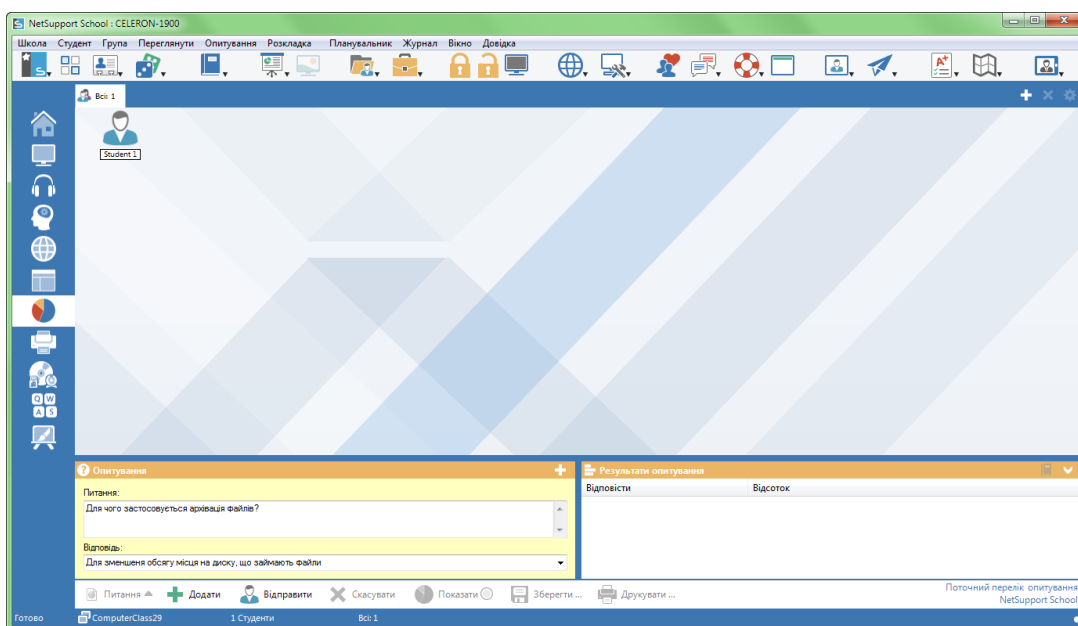 NetSupport School : CELERON-1900
Школа Студент Група Переглянути Опитування Розкладка Планувальник Журнал Вікно Довідка
Всі: 1
Student 1
Опитування
Питання:
Для чого застосовується архівація файлів?
Відповідь:
Для зменшеня обсягу місця на диску, що займають файли
Результати опитування
Відповісти Відсоток
Питання Додати Відправити Скасувати Показати Зберегти ... Друкувати ...
Поточний перелік опитування
NetSupport School
Готово ComputerClass29 1 Студенти Всі: 1
Q W
A S
A+